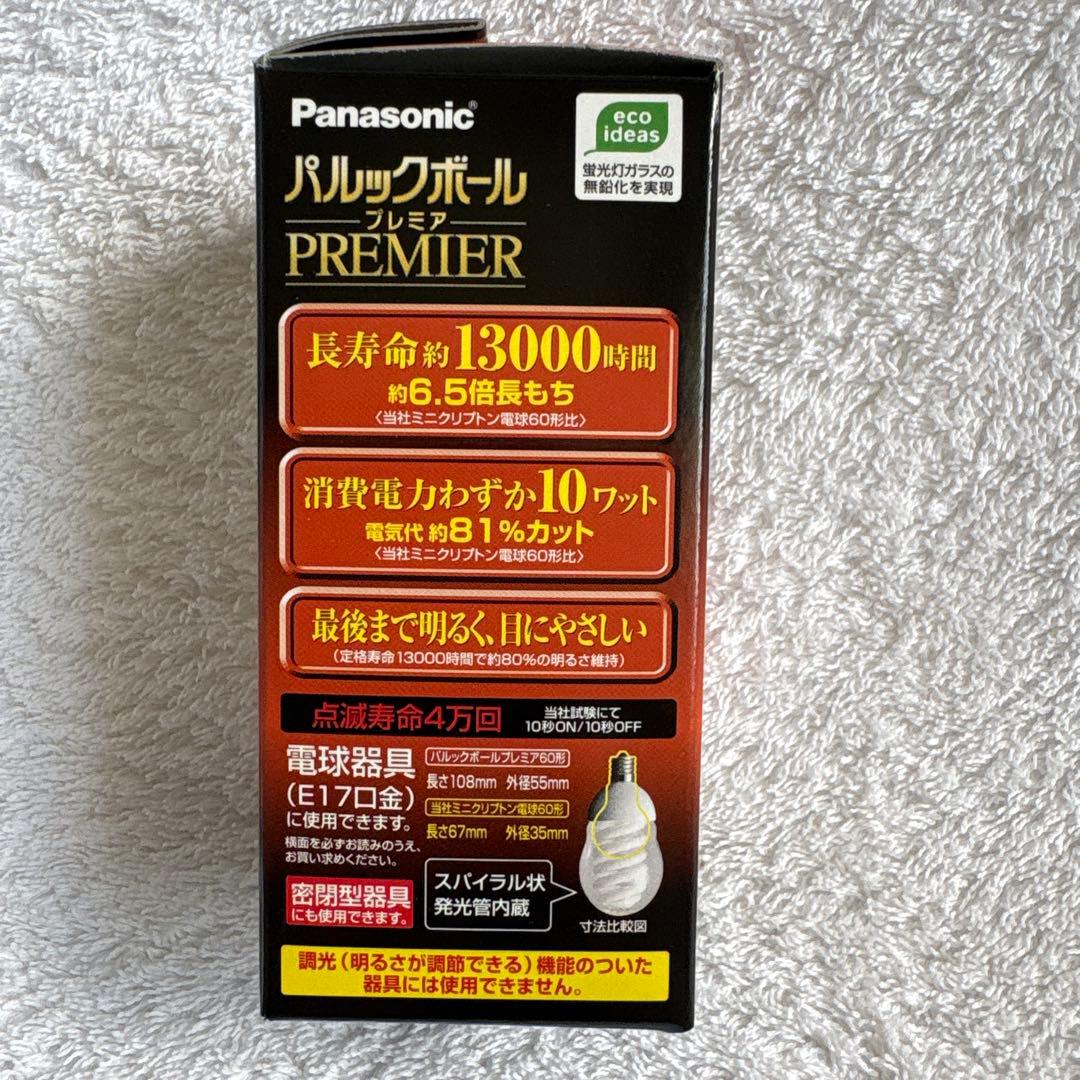 Panasonic®
eco
ideas
蛍光灯ガラスの
無鉛化を実現
パルックボール
プレミア
PREMIER
長寿命約13000時間
約6.5倍長もち
〈当社ミニクリプトン電球60形比〉
消費電力わずか10ワット
電気代 約81%カット
〈当社ミニクリプトン電球60形比〉
最後まで明るく、目にやさしい
(定格寿命13000時間で約80%の明るさ維持)
点滅寿命4万回
当社試験にて
10秒ON/10秒OFF
電球器具
(E17口金)
に使用できます。
横面を必ずお読みのうえ、
お買い求めください。
パルックボールプレミア60形
長さ108mm 外径55mm
当社ミニクリプトン電球60形
長さ67mm 外径35mm
密閉型器具
にも使用できます。
スパイラル状
発光管内蔵
寸法比較図
調光(明るさが調節できる)機能のついた
器具には使用できません。